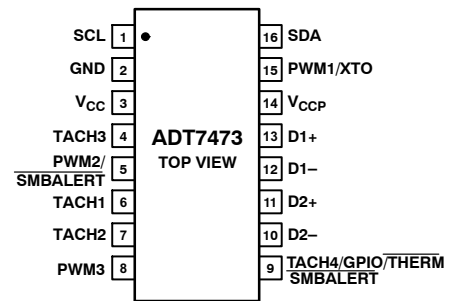 SCL 1 16 SDA
GND 2 15 PWM1/XTO
VCC 3 14 VCCP
TACH3 4 ADT7473 13 D1+
TOP VIEW
PWM2/
SMBALERT 5 12 D1–
TACH1 6 11 D2+
TACH2 7 10 D2–
PWM3 8 9 TACH4/GPIO/THERM
SMBALERT